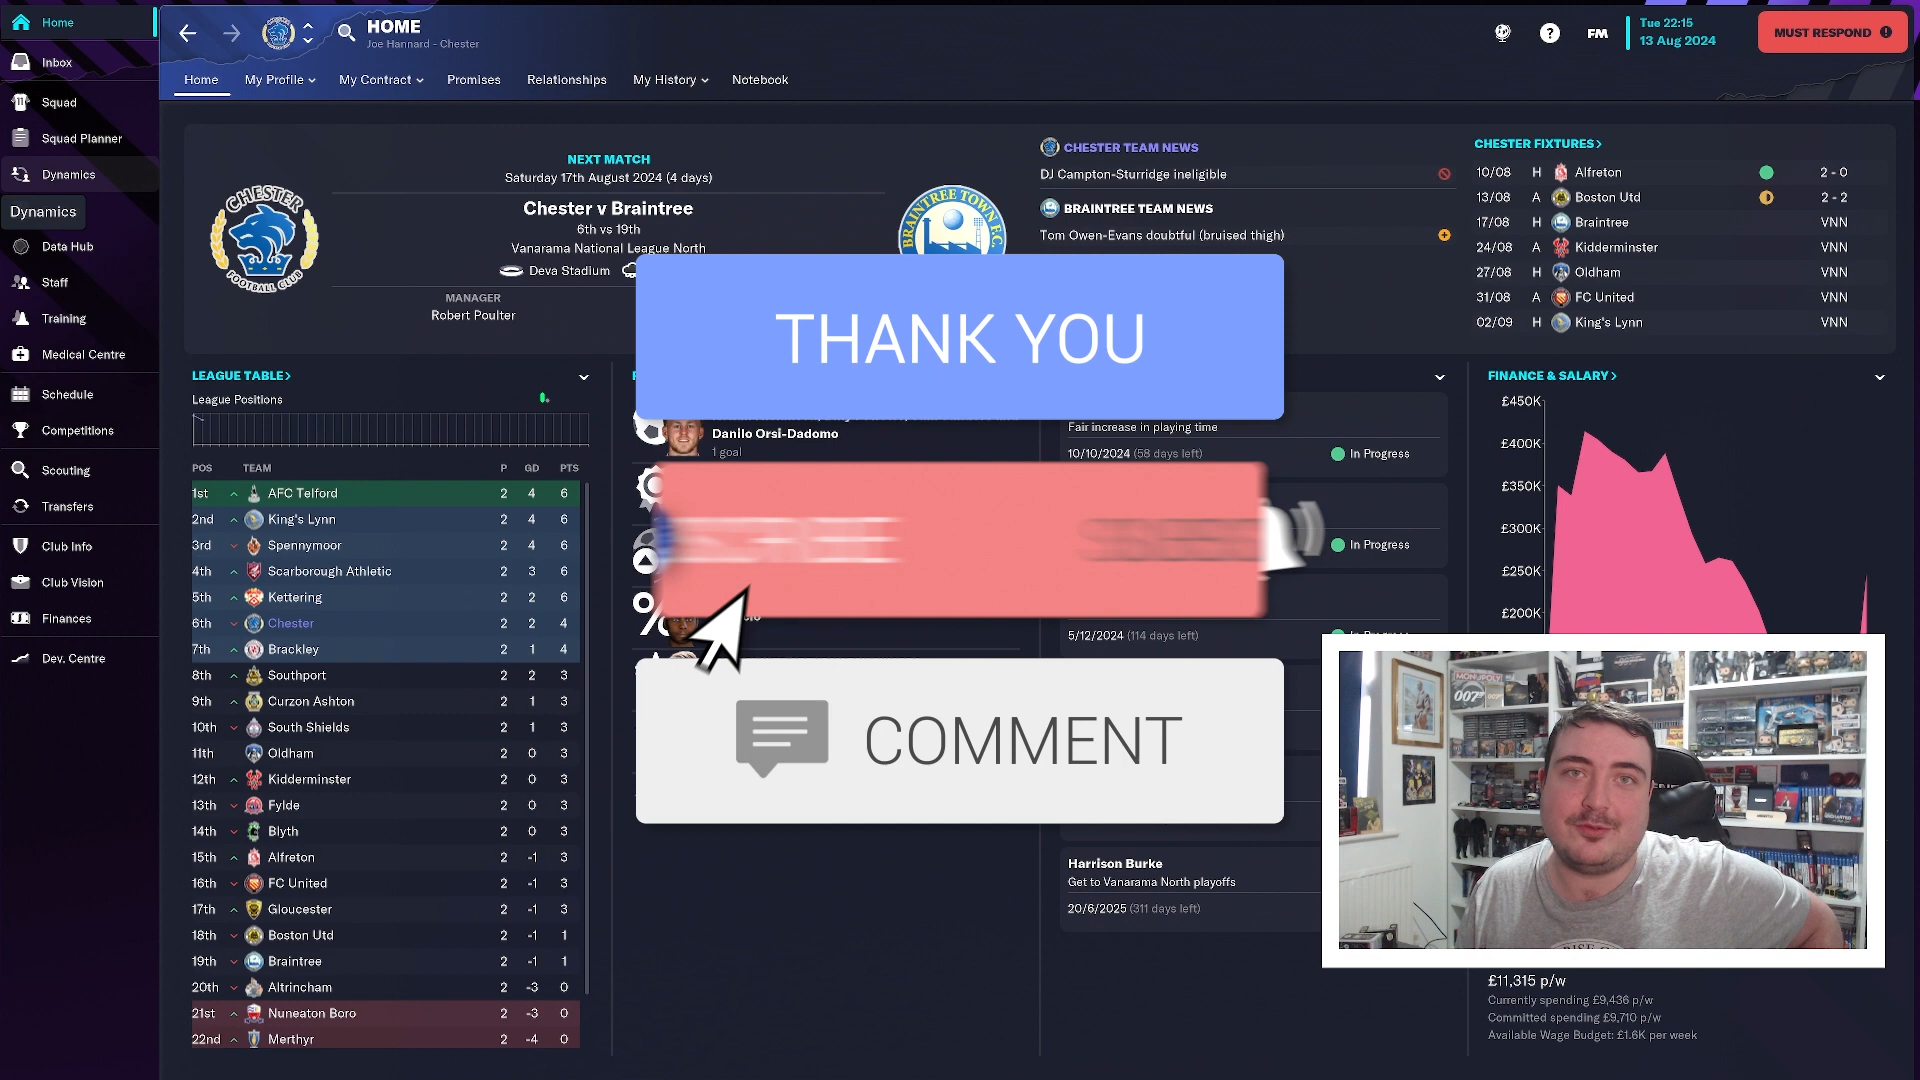 Home
Inbox
Squad
Squad Planner
Dynamics
Dynamics
Data Hub
Staff
Training
Medical Centre
Schedule
Competitions
Scouting
Transfers
Club Info
Club Vision
Finances
Dev. Centre
HOME
Joe Hannard - Chester
FM
Tue 22:15
13 Aug 2024
MUST RESPOND
Home My Profile My Contract Promises Relationships My History Notebook
NEXT MATCH
Saturday 17th August 2024 (4 days)
Chester v Braintree
6th vs 19th
Vanarama National League North
Deva Stadium
MANAGER
Robert Poulter
CHESTER
FOOTBALL CLUB
BRAINTREE TOWN F.C.
CHESTER TEAM NEWS
DJ Campton-Sturridge ineligible
BRAINTREE TEAM NEWS
Tom Owen-Evans doubtful (bruised thigh)
CHESTER FIXTURES>
10/08 H Alfreton 2 - 0
13/08 A Boston Utd 2 - 2
17/08 H Braintree VNN
24/08 A Kidderminster VNN
27/08 H Oldham VNN
31/08 A FC United VNN
02/09 H King's Lynn VNN
LEAGUE TABLE>
League Positions
POS TEAM P GD PTS
1st AFC Telford 2 4 6
2nd King's Lynn 2 4 6
3rd Spennymoor 2 4 6
4th Scarborough Athletic 2 3 6
5th Kettering 2 2 6
6th Chester 2 2 4
7th Brackley 2 1 4
8th Southport 2 2 3
9th Curzon Ashton 2 1 3
10th South Shields 2 1 3
11th Oldham 2 0 3
12th Kidderminster 2 0 3
13th Fylde 2 0 3
14th Blyth 2 0 3
15th Alfreton 2 -1 3
16th FC United 2 -1 3
17th Gloucester 2 -1 3
18th Boston Utd 2 -1 1
19th Braintree 2 -1 1
20th Altrincham 2 -3 0
21st Nuneaton Boro 2 -3 0
22nd Merthyr 2 -4 0
THANK YOU
Danilo Orsi-Dadomo
1 goal
COMMENT
Fair increase in playing time
10/10/2024 (58 days left) In Progress
In Progress
5/12/2024 (114 days left)
Harrison Burke
Get to Vanarama North playoffs
20/6/2025 (311 days left)
FINANCE & SALARY>
£450K
£400K
£350K
£300K
£250K
£200K
MONOPOLY
007
£11,315 p/w
Currently spending £9,436 p/w
Committed spending £9,710 p/w
Available Wage Budget: £1.6K per week